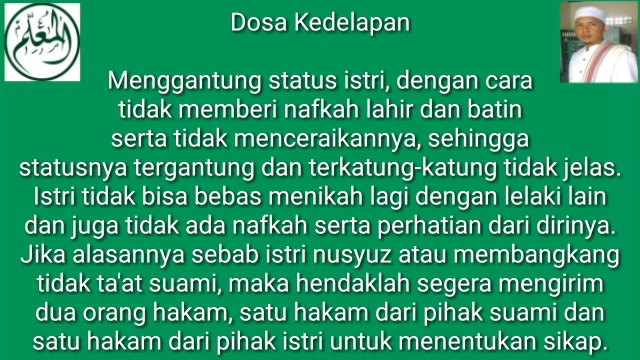 المعلم
Dosa Kedelapan
Menggantung status istri, dengan cara
tidak memberi nafkah lahir dan batin
serta tidak menceraikannya, sehingga
statusnya tergantung dan terkatung-katung tidak jelas.
Istri tidak bisa bebas menikah lagi dengan lelaki lain
dan juga tidak ada nafkah serta perhatian dari dirinya.
Jika alasannya sebab istri nusyuz atau membangkang
tidak ta'at suami, maka hendaklah segera mengirim
dua orang hakam, satu hakam dari pihak suami dan
satu hakam dari pihak istri untuk menentukan sikap.